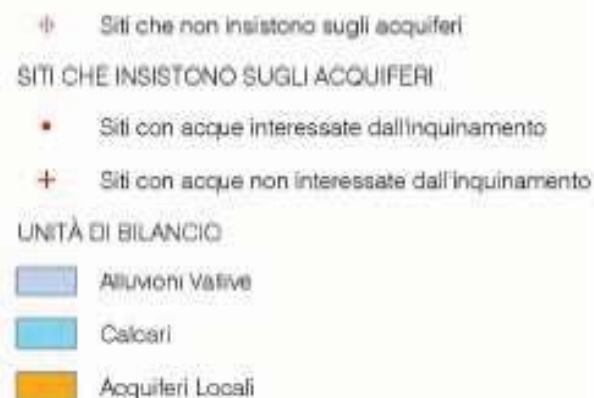 Siti che non insistono sugli acquiferi
SITI CHE INSISTONO SUGLI ACQUIFERI
Siti con acque interessate dall'inquinamento
Siti con acque non interessate dall'inquinamento
UNITÀ DI BILANCIO
Alluvioni Vallive
Calcari
Acquiferi Locali